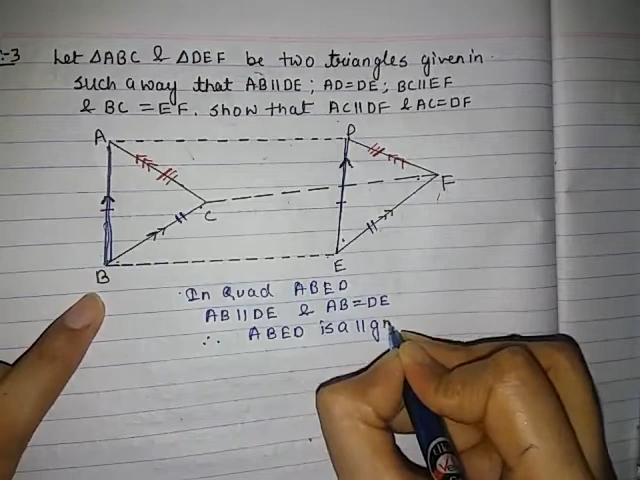 :-3 Let ΔABC & ΔDEF be two triangles given in
such a way that AB||DE; AD=DE; BC||EF
& BC = EF. show that AC||DF & AC=DF
A
D
C
F
B
E
In Quad ABED
AB||DE & AB=DE
∴ ABED is a ||gm